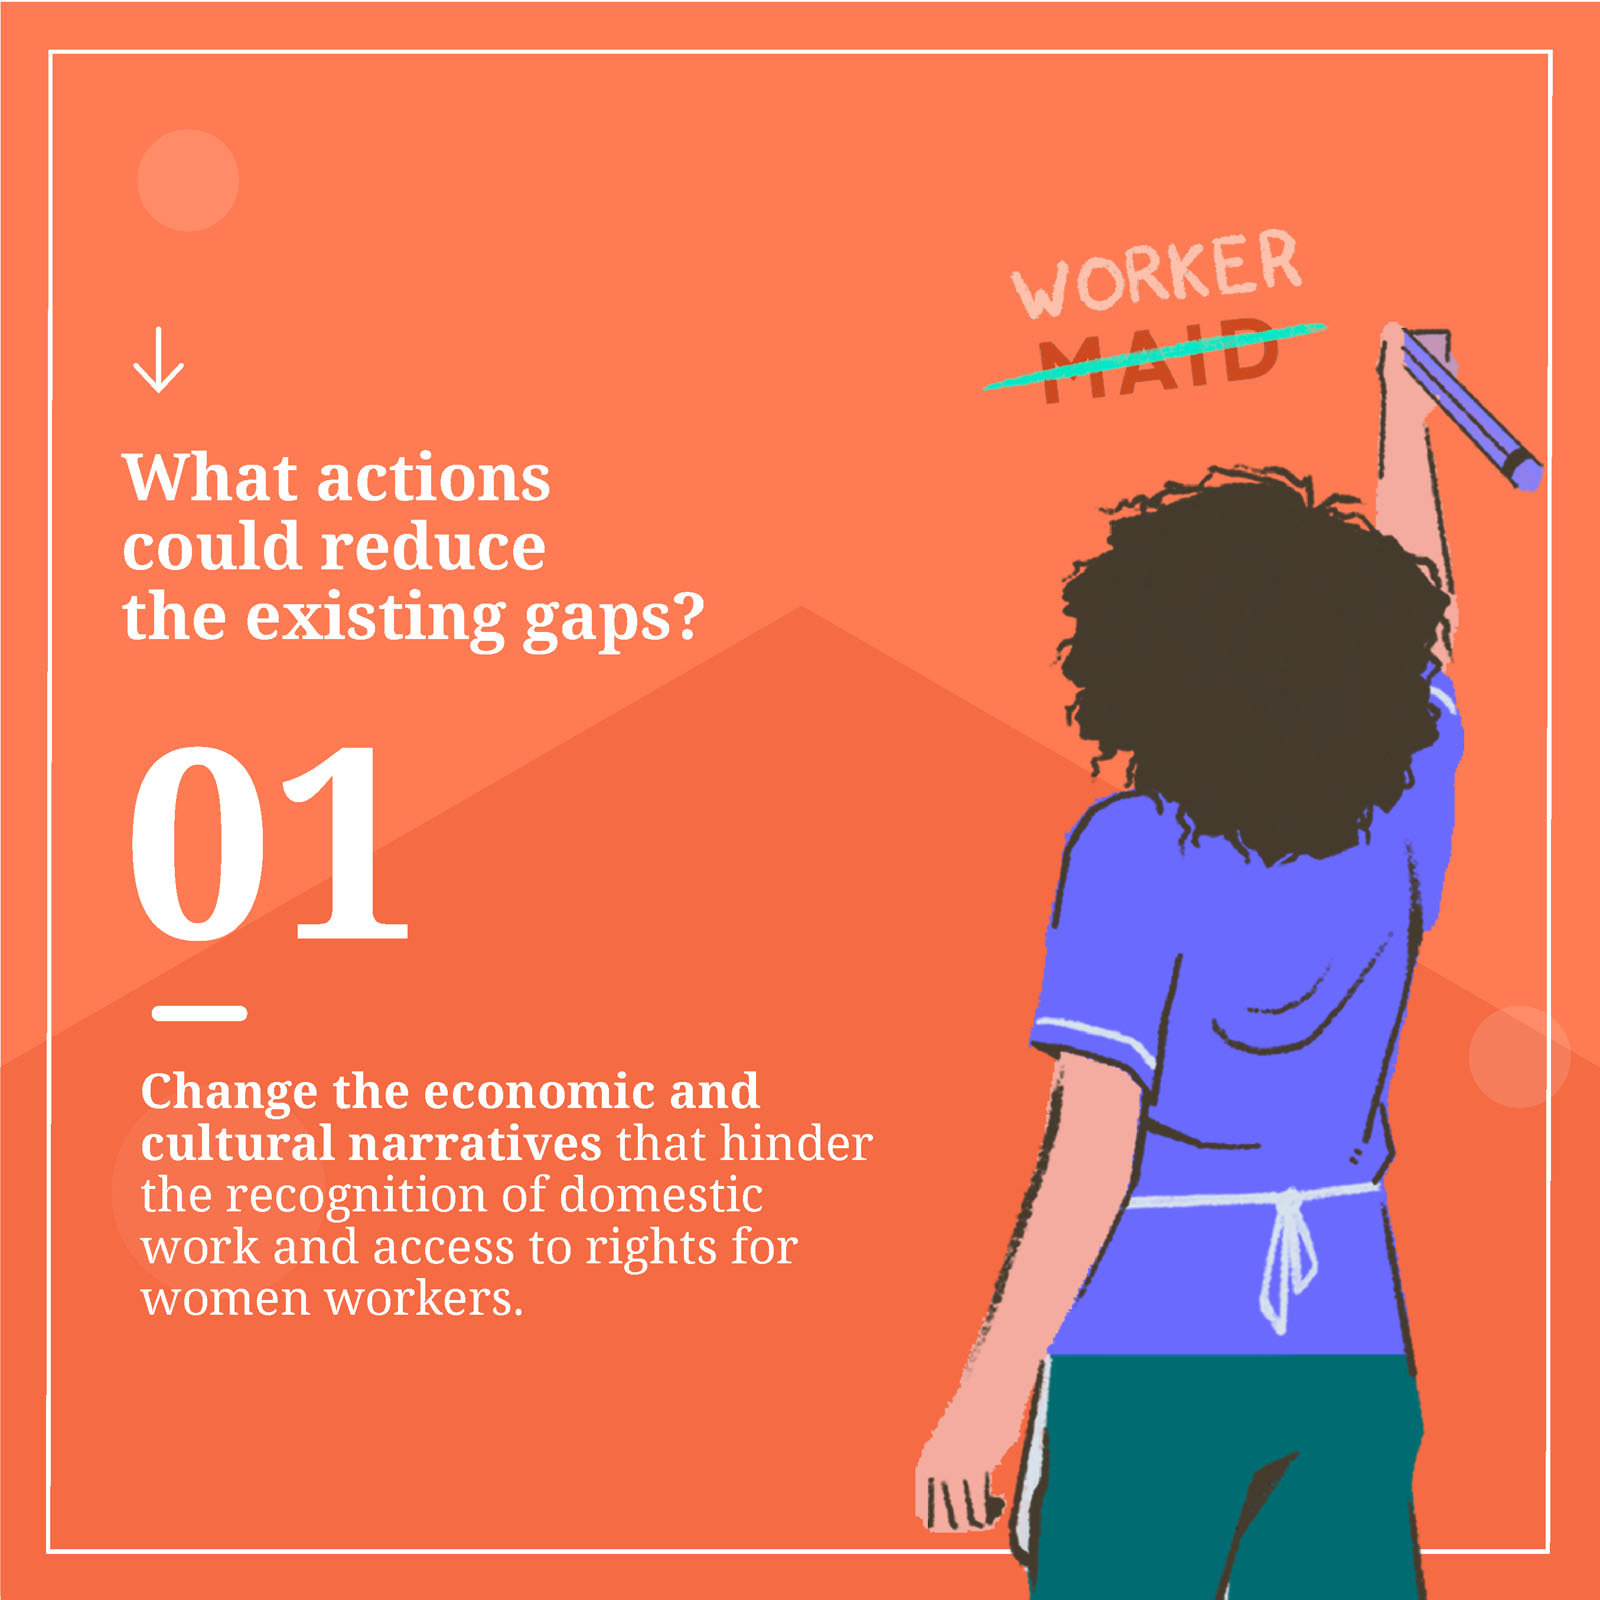 WORKER
MAID
What actions
could reduce
the existing gaps?
01
Change the economic and
cultural narratives that hinder
the recognition of domestic
work and access to rights for
women workers.